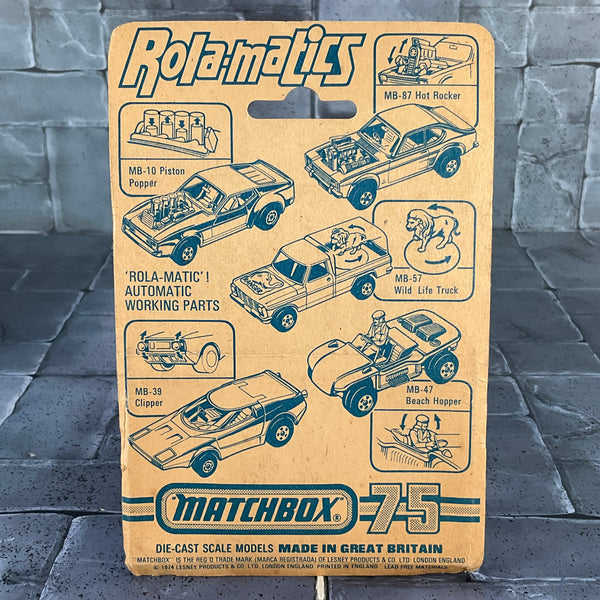 Rola-matics
MB-87 Hot Rocker
MB-10 Piston
Popper
MB-57
Wild Life Truck
'ROLA-MATIC'!
AUTOMATIC
WORKING PARTS
MB-39
Clipper
MB-47
Beach Hopper
MATCHBOX® 75
DIE-CAST SCALE MODELS MADE IN GREAT BRITAIN
"MATCHBOX" IS THE REG'D TRADE MARK (MARCA REGISTRADA) OF LESNEY PRODUCTS & CO. LTD. LONDON ENGLAND
© 1974 LESNEY PRODUCTS & CO. LTD. LONDON ENGLAND. PRINTED IN ENGLAND LEAD FREE MATERIALS